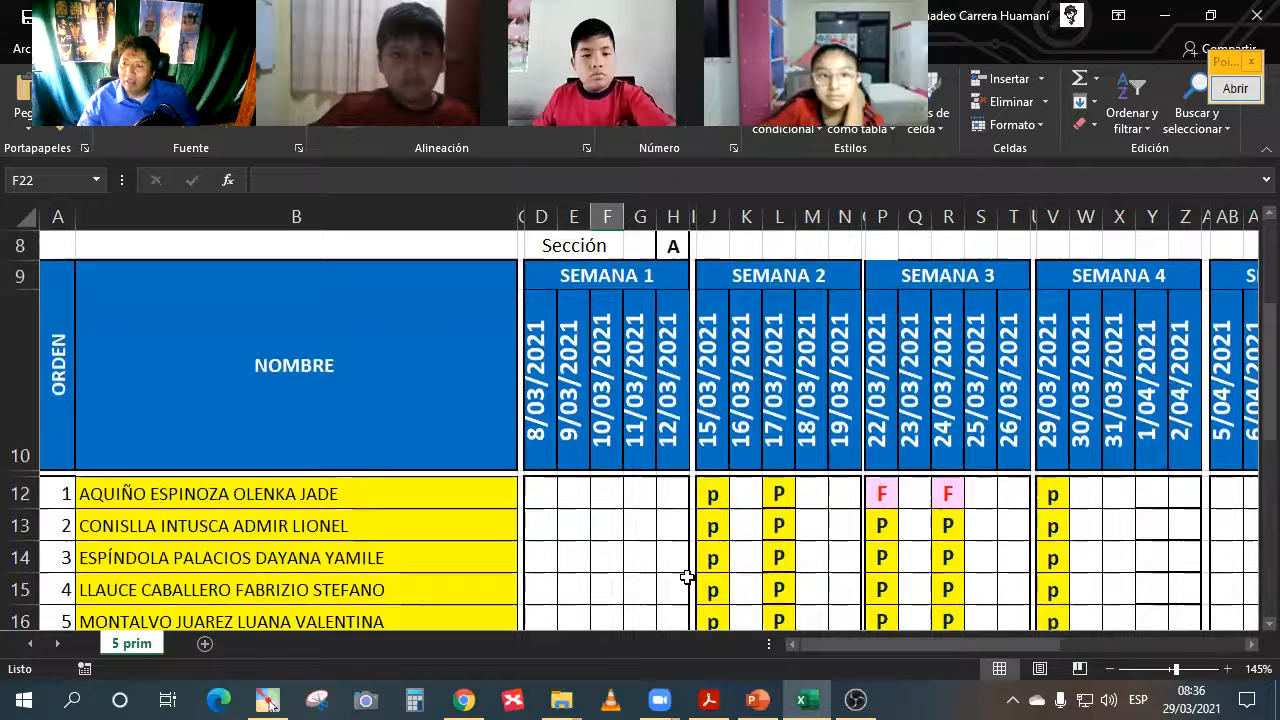 adeo Carrera Huamaní
Compartir
Insertar
Eliminar
Formato
Ordenar y
filtrar
Buscar y
seleccionar
condicional como tabla celda
Poi... x
Abrir
Portapapeles Fuente Alineación Número Estilos Celdas Edición
F22 fx
A B C D E F G H I J K L M N O P Q R S T U V W X Y Z A AB A
8 Sección A
9 SEMANA 1 SEMANA 2 SEMANA 3 SEMANA 4 S
10 ORDEN NOMBRE 8/03/2021 9/03/2021 10/03/2021 11/03/2021 12/03/2021 15/03/2021 16/03/2021 17/03/2021 18/03/2021 19/03/2021 22/03/2021 23/03/2021 24/03/2021 25/03/2021 26/03/2021 29/03/2021 30/03/2021 31/03/2021 1/04/2021 2/04/2021 5/04/2021
12 1 AQUIÑO ESPINOZA OLENKA JADE p P F F p
13 2 CONISLLA INTUSCA ADMIR LIONEL p P P P p
14 3 ESPÍNDOLA PALACIOS DAYANA YAMILE p P P P p
15 4 LLAUCE CABALLERO FABRIZIO STEFANO p P P P p
16 5 MONTALVO JUAREZ LUANA VALENTINA p P P P p
5 prim
Listo 145%
ESP
08:36
29/03/2021